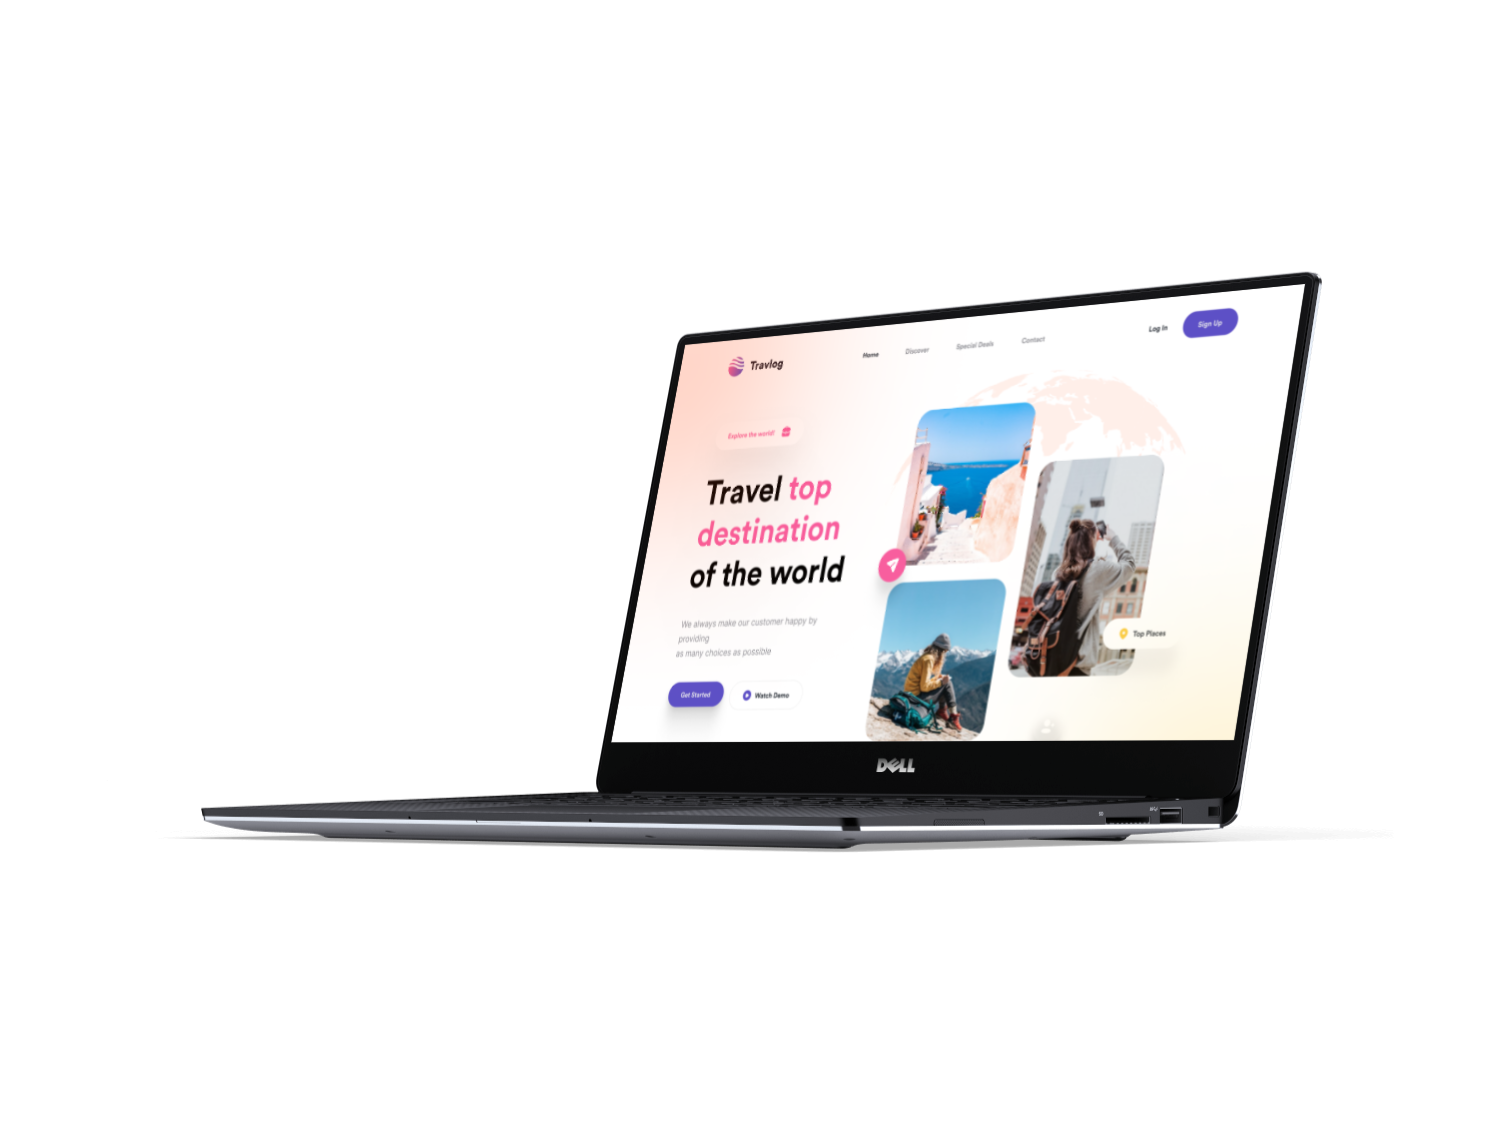 Travlog
Home
Discover
Special Deals
Contact
Log In
Sign Up
Explore the world!
Travel top
destination
of the world
We always make our customer happy by
providing
as many choices as possible
Get Started
Watch Demo
Top Places
DELL